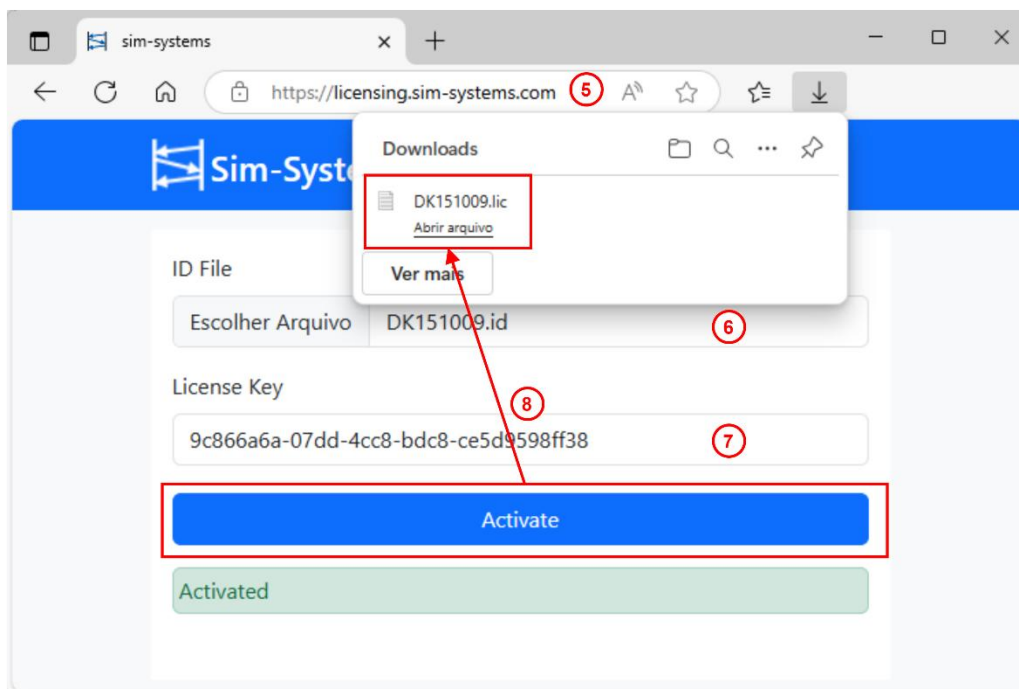 sim-systems
https://licensing.sim-systems.com 5
Downloads
Sim-Syste
DK151009.lic
Abrir arquivo
ID File
Ver mais
Escolher Arquivo DK151009.id 6
License Key
8
9c866a6a-07dd-4cc8-bdc8-ce5d9598ff38 7
Activate
Activated